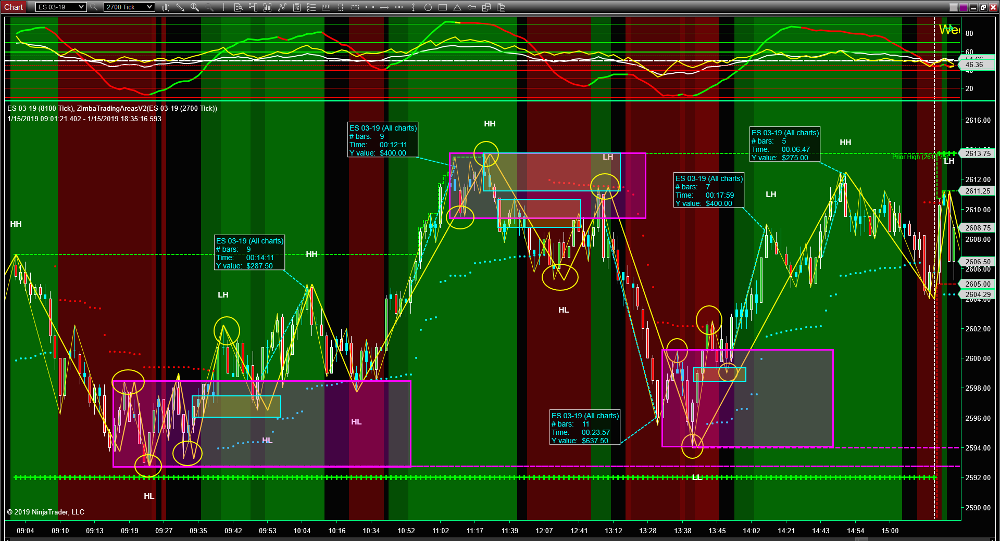 Chart
ES 03-19
2700 Tick
80
60
46.36
40
20
ES 03-19 (8100 Tick), ZimbaTradingAreasV2(ES 03-19 (2700 Tick))
1/15/2019 09:01:21.402 - 1/15/2019 18:35:16.593
2616.00
HH
ES 03-19 (All charts)
# bars: 9
Time: 00:12:11
Y value: $400.00
ES 03-19 (All charts)
# bars: 5
Time: 00:06:47
Y value: $275.00
HH
LH
Prior High
2613.75
LH
ES 03-19 (All charts)
# bars: 7
Time: 00:17:59
Y value: $400.00
2612.00
2611.25
LH
2610.00
HH
2608.75
ES 03-19 (All charts)
# bars: 9
Time: 00:14:11
Y value: $287.50
2608.00
HH
2606.50
2606.00
2605.00
LH
2604.29
2604.00
HL
2602.00
2600.00
2598.00
ES 03-19 (All charts)
# bars: 11
Time: 00:23:57
Y value: $637.50
2596.00
HL
HL
2594.00
LL
2592.00
HL
2590.00
© 2019 NinjaTrader, LLC
09:04 09:10 09:13 09:19 09:27 09:35 09:42 09:53 10:04 10:16 10:34 10:52 11:02 11:17 11:39 12:07 12:41 13:12 13:28 13:38 13:45 14:02 14:21 14:43 14:54 15:00